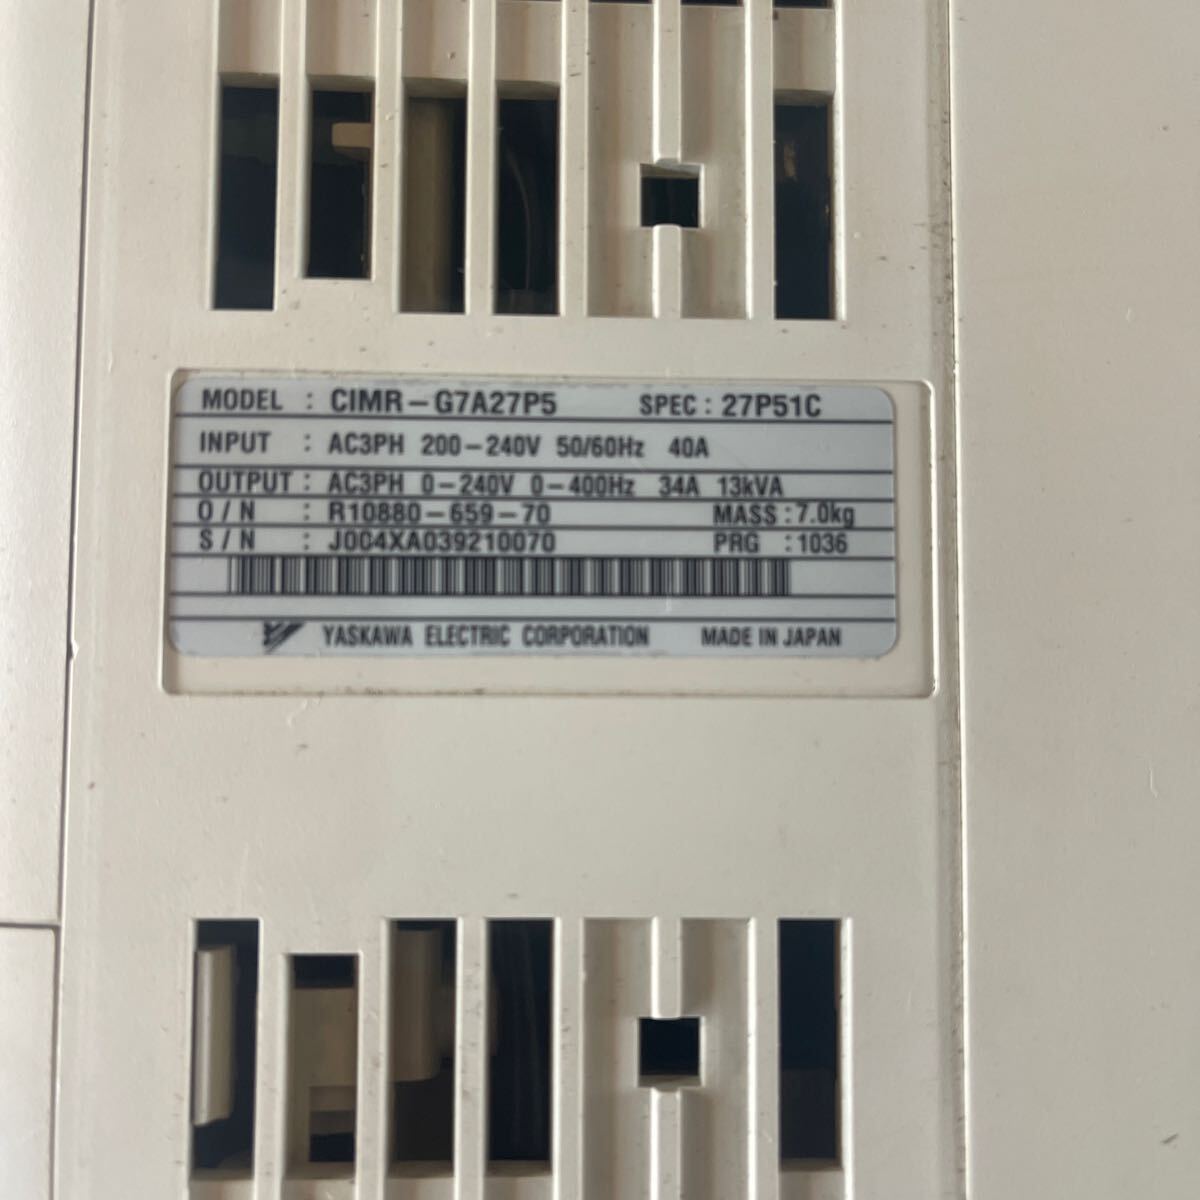 MODEL : CIMR-G7A27P5 SPEC : 27P51C
INPUT : AC3PH 200-240V 50/60Hz 40A
OUTPUT : AC3PH 0-240V 0-400Hz 34A 13kVA
O/N : R10880-659-70 MASS : 7.0kg
S/N : J004XA039210070 PRG : 1036
YASKAWA ELECTRIC CORPORATION MADE IN JAPAN